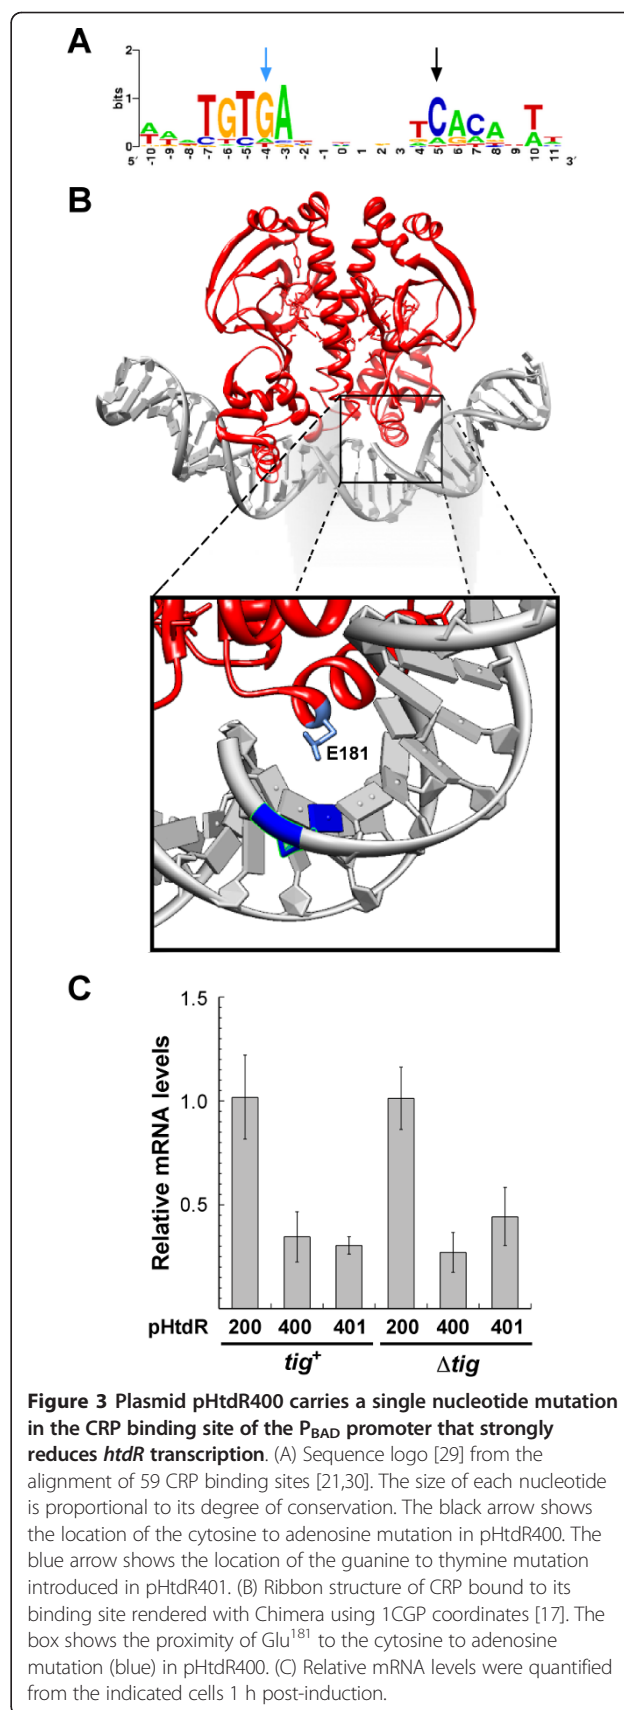 A
2
1
0
bits
TGTGA
TCACA
T
5′ -10 -9 -8 -7 -6 -5 -4 -3 -2 -1 0 1 2 3 4 5 6 7 8 9 10 11 3′
B
E181
C
Relative mRNA levels
1.5
1.0
0.5
pHtdR 200 400 401 200 400 401
tig+ Δtig
Figure 3 Plasmid pHtdR400 carries a single nucleotide mutation
in the CRP binding site of the PBAD promoter that strongly
reduces htdR transcription. (A) Sequence logo [29] from the
alignment of 59 CRP binding sites [21,30]. The size of each nucleotide
is proportional to its degree of conservation. The black arrow shows
the location of the cytosine to adenosine mutation in pHtdR400. The
blue arrow shows the location of the guanine to thymine mutation
introduced in pHtdR401. (B) Ribbon structure of CRP bound to its
binding site rendered with Chimera using 1CGP coordinates [17]. The
box shows the proximity of Glu181 to the cytosine to adenosine
mutation (blue) in pHtdR400. (C) Relative mRNA levels were quantified
from the indicated cells 1 h post-induction.